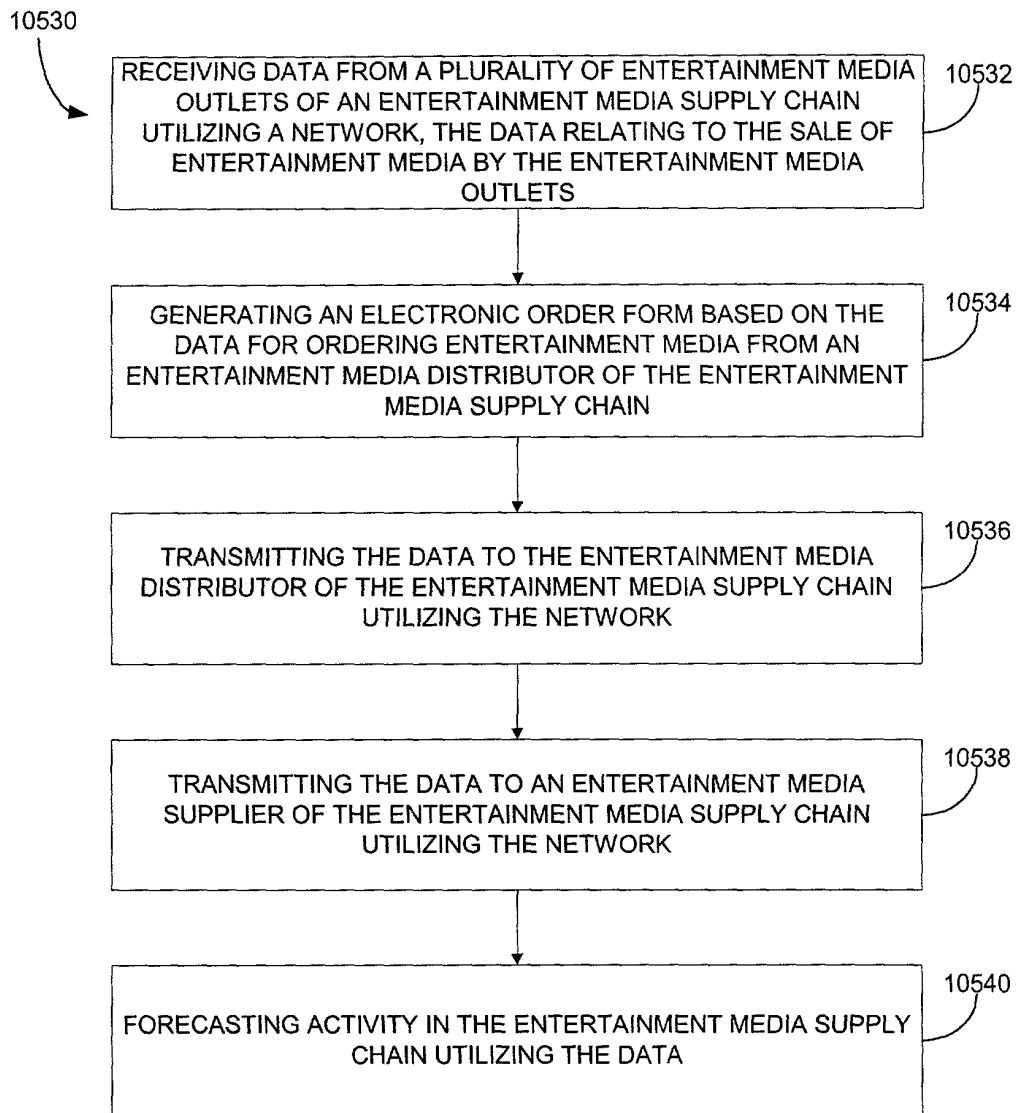 10530
RECEIVING DATA FROM A PLURALITY OF ENTERTAINMENT MEDIA
OUTLETS OF AN ENTERTAINMENT MEDIA SUPPLY CHAIN
UTILIZING A NETWORK, THE DATA RELATING TO THE SALE OF
ENTERTAINMENT MEDIA BY THE ENTERTAINMENT MEDIA
OUTLETS
10532
GENERATING AN ELECTRONIC ORDER FORM BASED ON THE
DATA FOR ORDERING ENTERTAINMENT MEDIA FROM AN
ENTERTAINMENT MEDIA DISTRIBUTOR OF THE ENTERTAINMENT
MEDIA SUPPLY CHAIN
10534
TRANSMITTING THE DATA TO THE ENTERTAINMENT MEDIA
DISTRIBUTOR OF THE ENTERTAINMENT MEDIA SUPPLY CHAIN
UTILIZING THE NETWORK
10536
TRANSMITTING THE DATA TO AN ENTERTAINMENT MEDIA
SUPPLIER OF THE ENTERTAINMENT MEDIA SUPPLY CHAIN
UTILIZING THE NETWORK
10538
FORECASTING ACTIVITY IN THE ENTERTAINMENT MEDIA SUPPLY
CHAIN UTILIZING THE DATA
10540